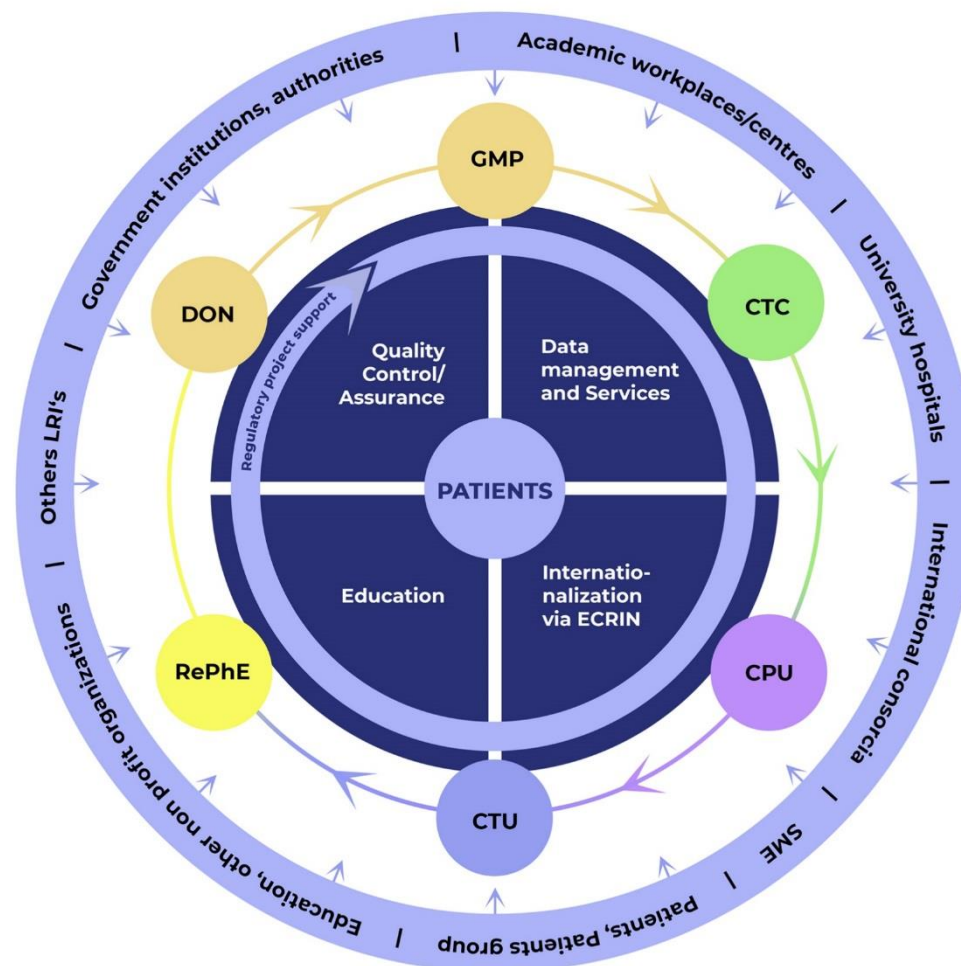 Government institutions, authorities
|
Academic workplaces/centres
|
University hospitals
|
International consorcia
|
SME
|
Patients, Patients group
|
Education, other non profit organizations
|
Others LRI's
|
GMP
DON
CTC
Regulatory project support
Quality
Control/
Assurance
Data
management
and Services
PATIENTS
Education
Internatio-
nalization
via ECRIN
RePhE
CPU
CTU